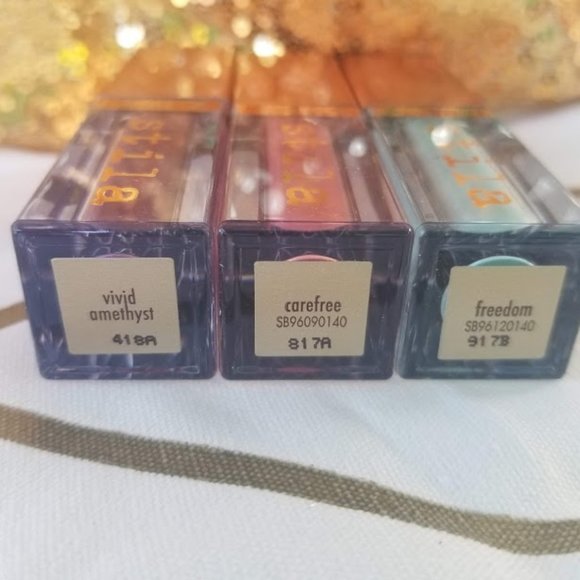 stila
stila
stila
vivid
amethyst
418A
carefree
SB96090140
817A
freedom
SB96120140
917B